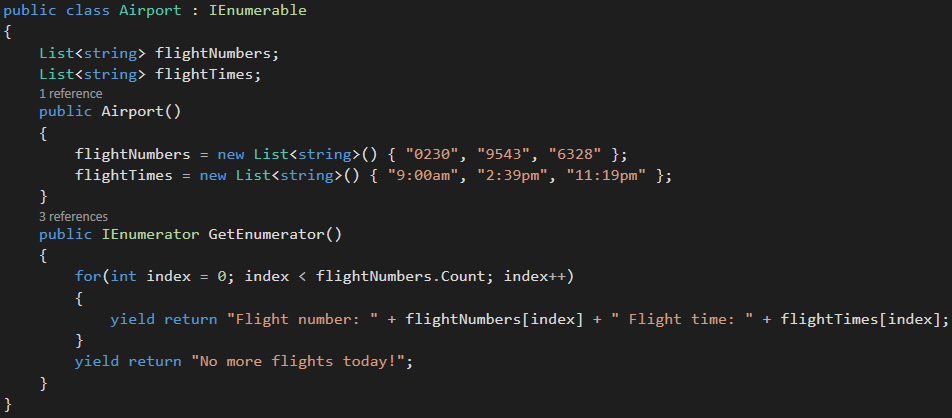 public class Airport : IEnumerable
{
    List<string> flightNumbers;
    List<string> flightTimes;
    1 reference
    public Airport()
    {
        flightNumbers = new List<string>() { "0230", "9543", "6328" };
        flightTimes = new List<string>() { "9:00am", "2:39pm", "11:19pm" };
    }
    3 references
    public IEnumerator GetEnumerator()
    {
        for(int index = 0; index < flightNumbers.Count; index++)
        {
            yield return "Flight number: " + flightNumbers[index] + " Flight time: " + flightTimes[index];
        }
        yield return "No more flights today!";
    }
}